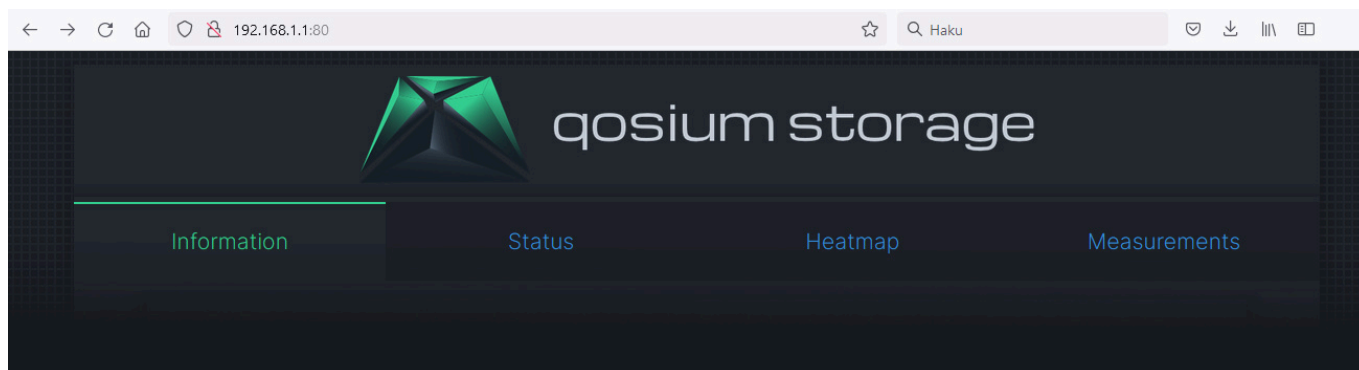 192.168.1.1:80 Haku
qosium storage
Information Status Heatmap Measurements